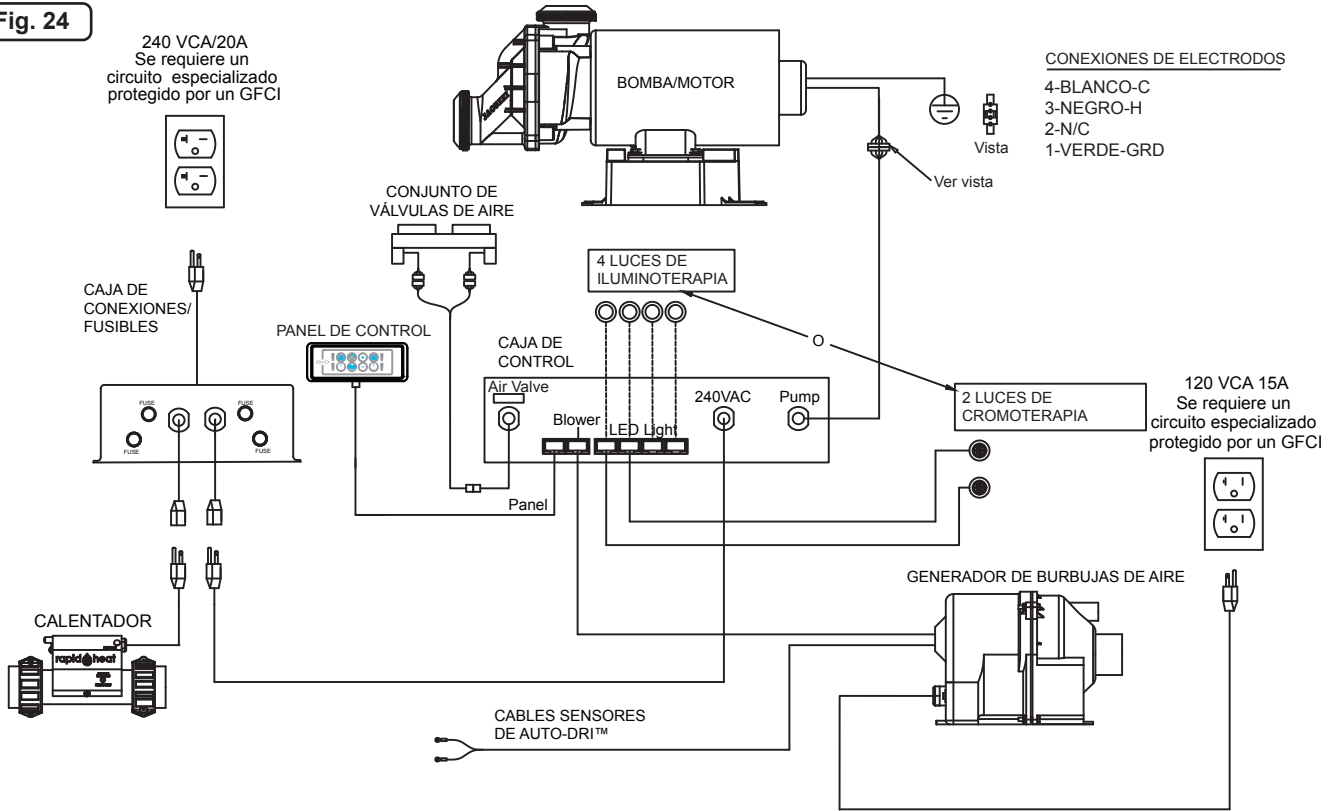 Fig. 24
240 VCA/20A
Se requiere un
circuito especializado
protegido por un GFCI
BOMBA/MOTOR
CONEXIONES DE ELECTRODOS
4-BLANCO-C
3-NEGRO-H
2-N/C
1-VERDE-GRD
Vista
Ver vista
CONJUNTO DE
VÁLVULAS DE AIRE
4 LUCES DE
ILUMINOTERAPIA
CAJA DE
CONEXIONES/
FUSIBLES
PANEL DE CONTROL
CAJA DE
CONTROL
O
Air Valve
Blower
LED Light
240VAC
Pump
Panel
2 LUCES DE
CROMOTERAPIA
120 VCA 15A
Se requiere un
circuito especializado
protegido por un GFCI
FUSE
FUSE
FUSE
FUSE
CALENTADOR
rapid heat
GENERADOR DE BURBUJAS DE AIRE
CABLES SENSORES
DE AUTO-DRI™